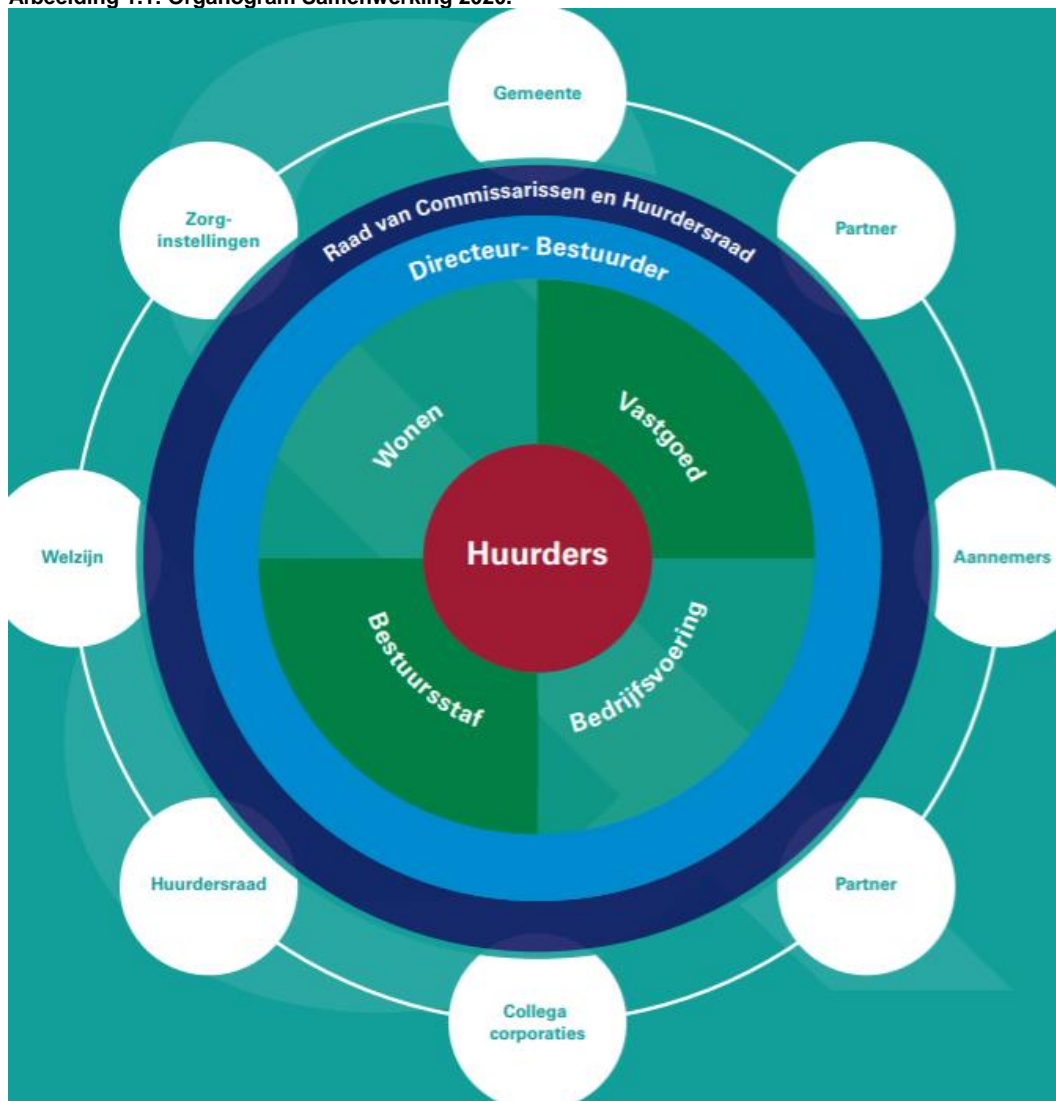 Afbeelding 1.1: Organogram Samenwerking 2020.
Gemeente
Zorg-
instellingen
Partner
Raad van Commissarissen en Huurdersraad
Directeur- Bestuurder
Wonen
Vastgoed
Welzijn
Huurders
Aannemers
Bestuursstaf
Bedrijfsvoering
Huurdersraad
Partner
Collega
corporaties